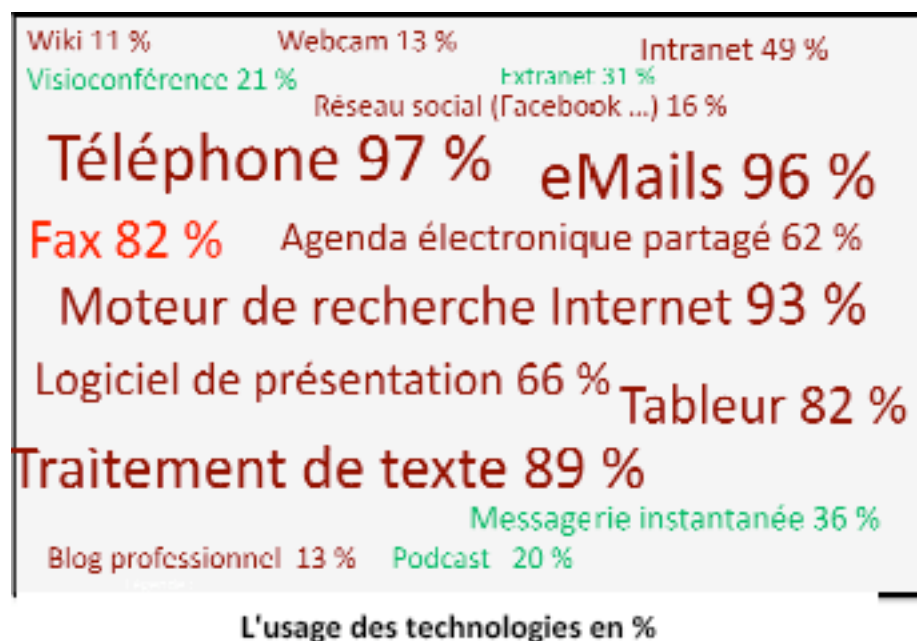 Wiki 11 %
Webcam 13 %
Intranet 49 %
Visioconférence 21 %
Extranet 31 %
Réseau social (Facebook ...) 16 %
Téléphone 97 %
eMails 96 %
Fax 82 %
Agenda électronique partagé 62 %
Moteur de recherche Internet 93 %
Logiciel de présentation 66 %
Tableur 82 %
Traitement de texte 89 %
Messagerie instantanée 36 %
Blog professionnel 13 %
Podcast 20 %
L'usage des technologies en %